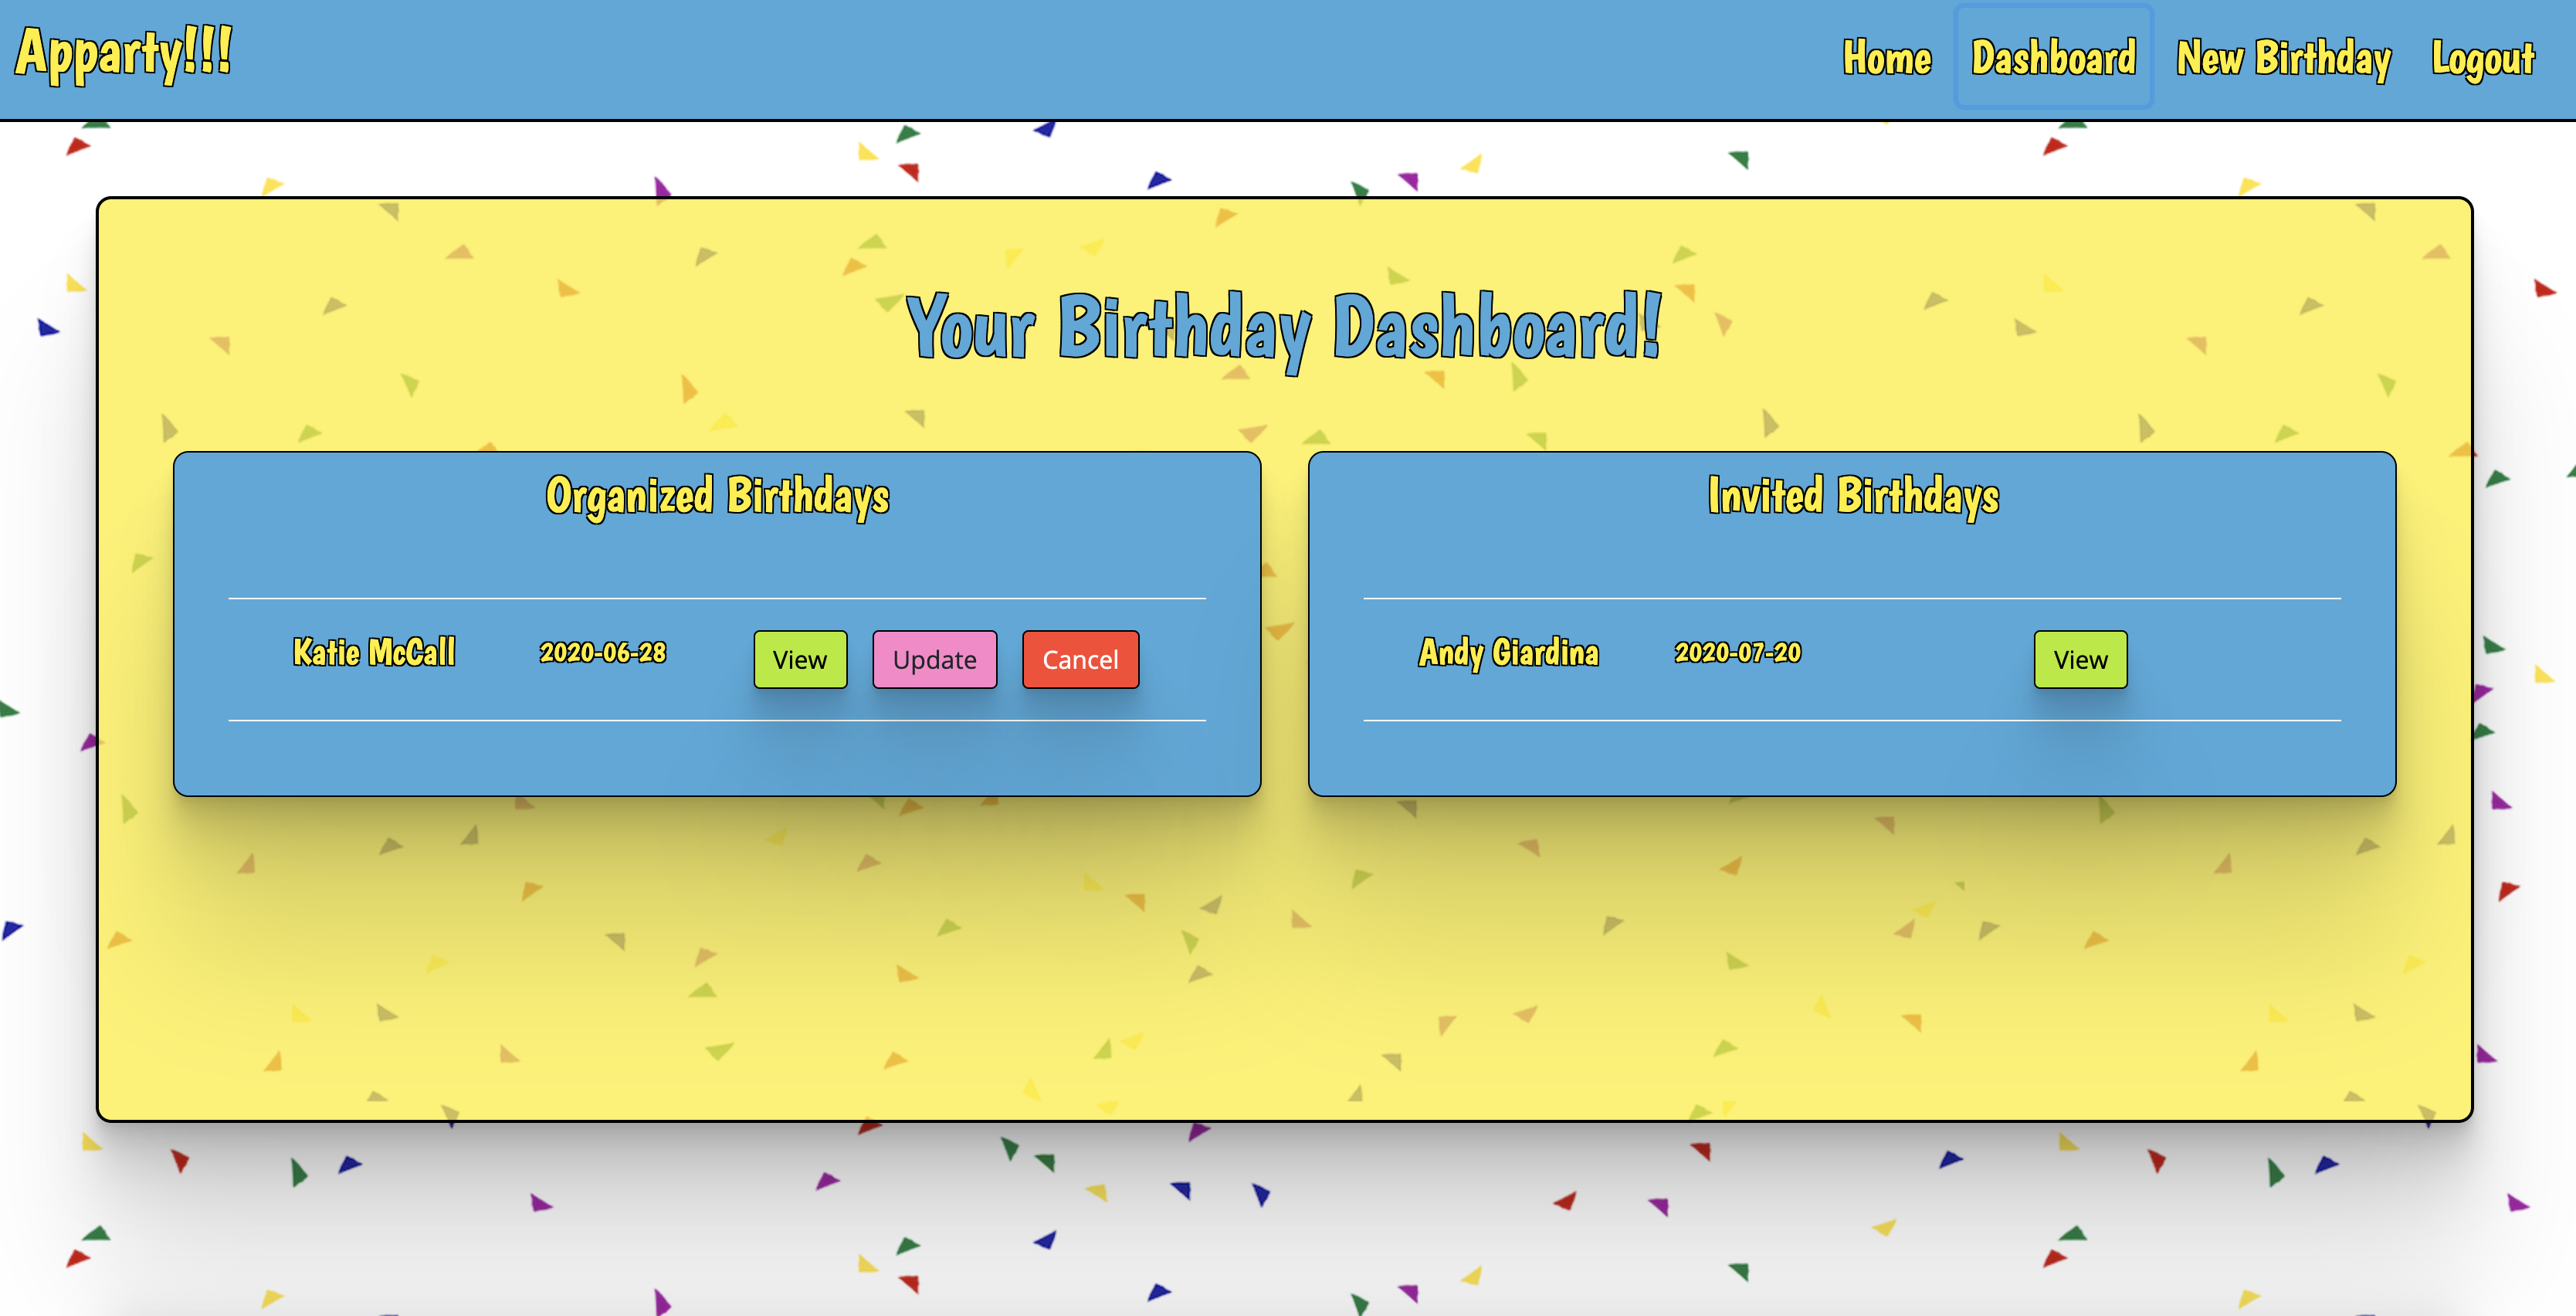 Apparty!!!
Home Dashboard New Birthday Logout
Your Birthday Dashboard!
Organized Birthdays
Katie McCall 2020-06-28 View Update Cancel
Invited Birthdays
Andy Giardina 2020-07-20 View